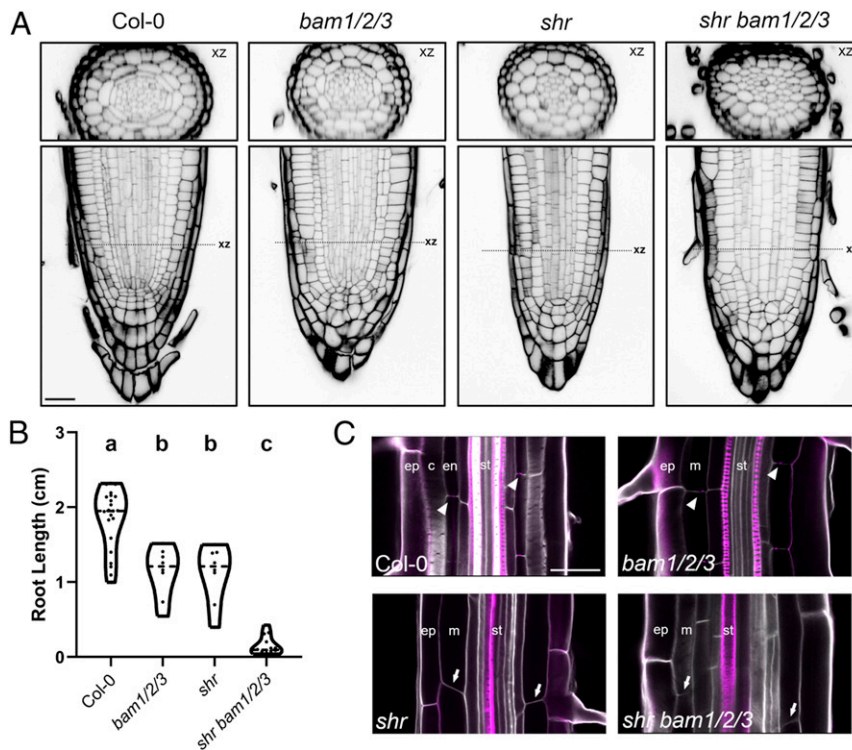 A
Col-0
bam1/2/3
shr
shr bam1/2/3
xz
xz
xz
xz
xz
xz
xz
B
a b b c
3
2
1
0
Root Length (cm)
Col-0
bam1/2/3
shr
shr bam1/2/3
C
ep c en st
Col-0
ep m st
bam1/2/3
ep m st
shr
ep m st
shr bam1/2/3